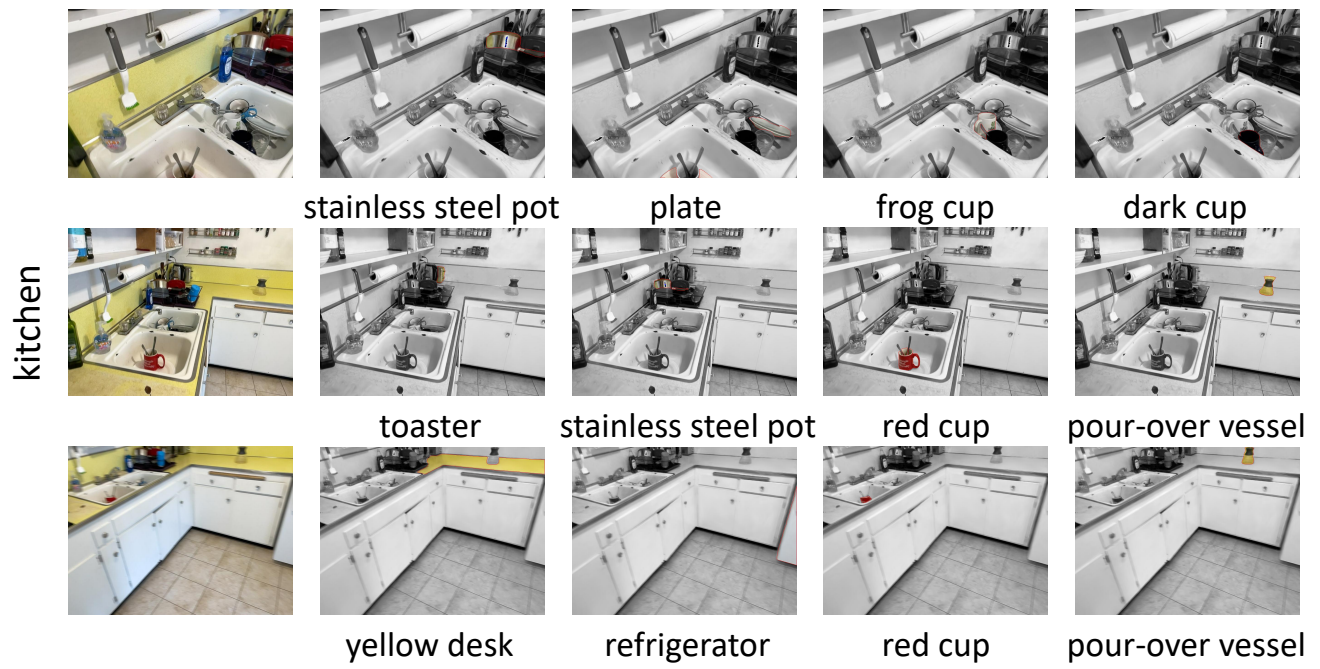 stainless steel pot
plate
frog cup
dark cup
kitchen
toaster
stainless steel pot
red cup
pour-over vessel
yellow desk
refrigerator
red cup
pour-over vessel